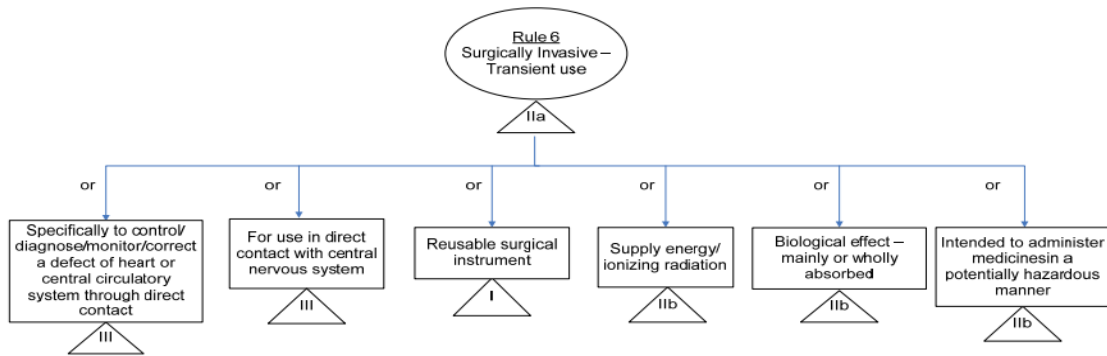 Rule 6
Surgically Invasive –
Transient use
IIa
or
or
or
or
or
or
Specifically to control/
diagnose/monitor/correct
a defect of heart or
central circulatory
system through direct
contact
III
For use in direct
contact with central
nervous system
III
Reusable surgical
instrument
I
Supply energy/
ionizing radiation
IIb
Biological effect –
mainly or wholly
absorbed
IIb
Intended to administer
medicinesin a
potentially hazardous
manner
IIb